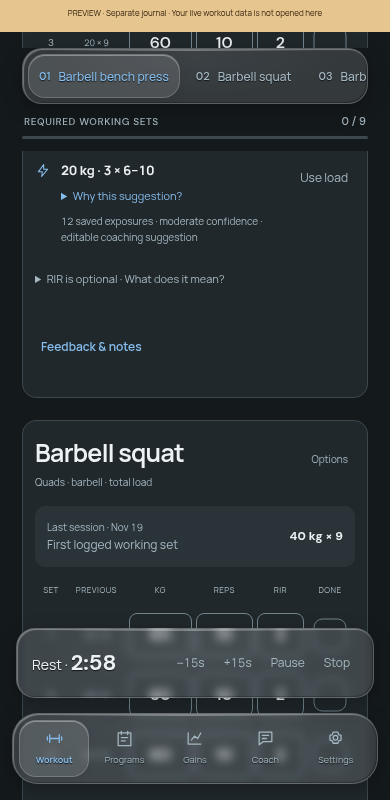 PREVIEW · Separate journal · Your live workout data is not opened here
3 20 × 9 60 10 2
01 Barbell bench press 02 Barbell squat 03 Barb
REQUIRED WORKING SETS 0 / 9
20 kg · 3 × 6–10
Use load
Why this suggestion?
12 saved exposures · moderate confidence ·
editable coaching suggestion
RIR is optional · What does it mean?
Feedback & notes
Barbell squat
Options
Quads · barbell · total load
Last session · Nov 19
First logged working set
40 kg × 9
SET PREVIOUS KG REPS RIR DONE
Rest · 2:58 −15s +15s Pause Stop
Workout Programs Gains Coach Settings